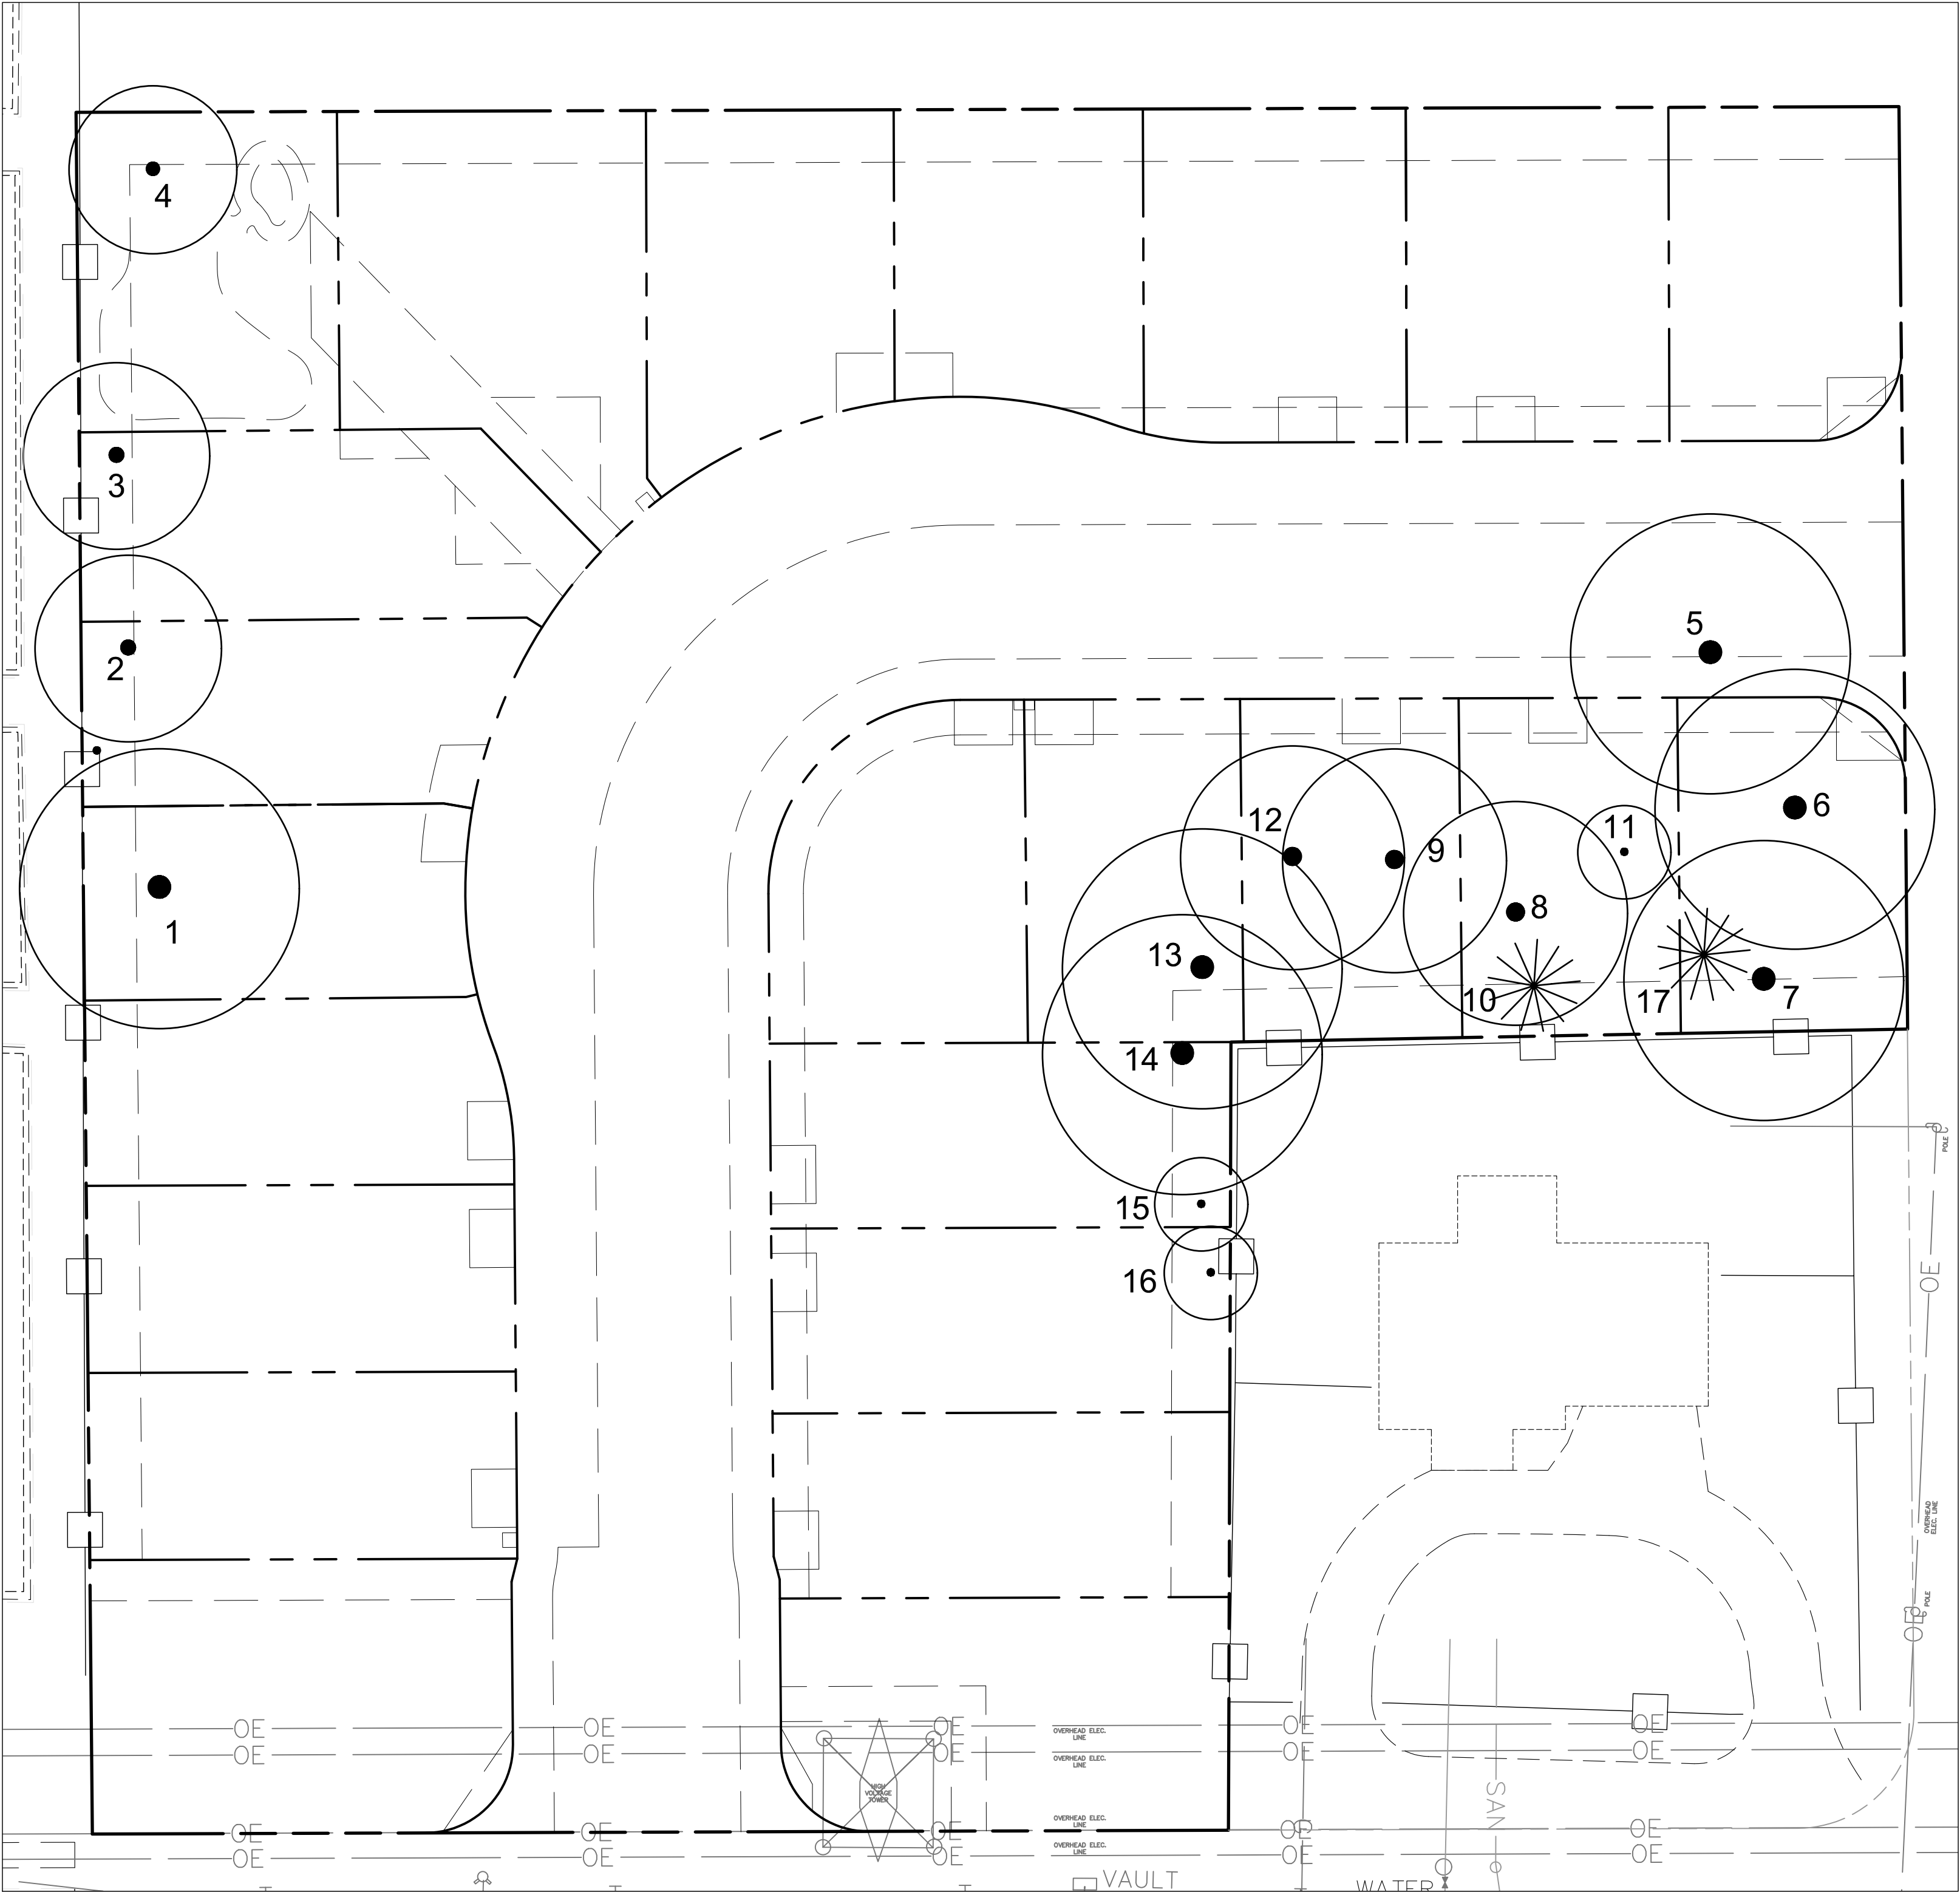 4
3
2
1
5
6
12
11
9
8
13
10
17
7
14
POLE
15
16
OE
OVERHEAD
ELEC. LINE
POLE
OE
OE OE OE OE OE
OVERHEAD ELEC.
LINE
OE OE OE OE OE
OVERHEAD ELEC.
LINE
HIGH
VOLTAGE
TOWER
SAN
OVERHEAD ELEC.
LINE
OE OE OE OE OE
OVERHEAD ELEC.
LINE
OE OE OE OE OE
VAULT
WATER